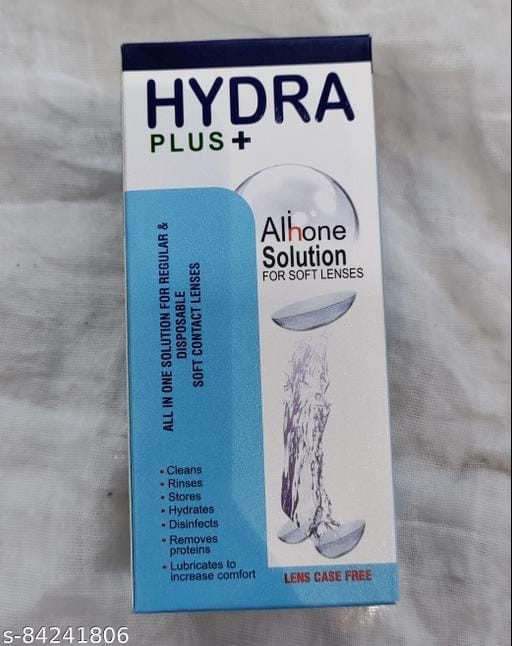 HYDRA
PLUS +
Allhone
Solution
FOR SOFT LENSES
ALL IN ONE SOLUTION FOR REGULAR &
DISPOSABLE
SOFT CONTACT LENSES
• Cleans
• Rinses
• Stores
• Hydrates
• Disinfects
• Removes
proteins
• Lubricates to
increase comfort
LENS CASE FREE
s-84241806